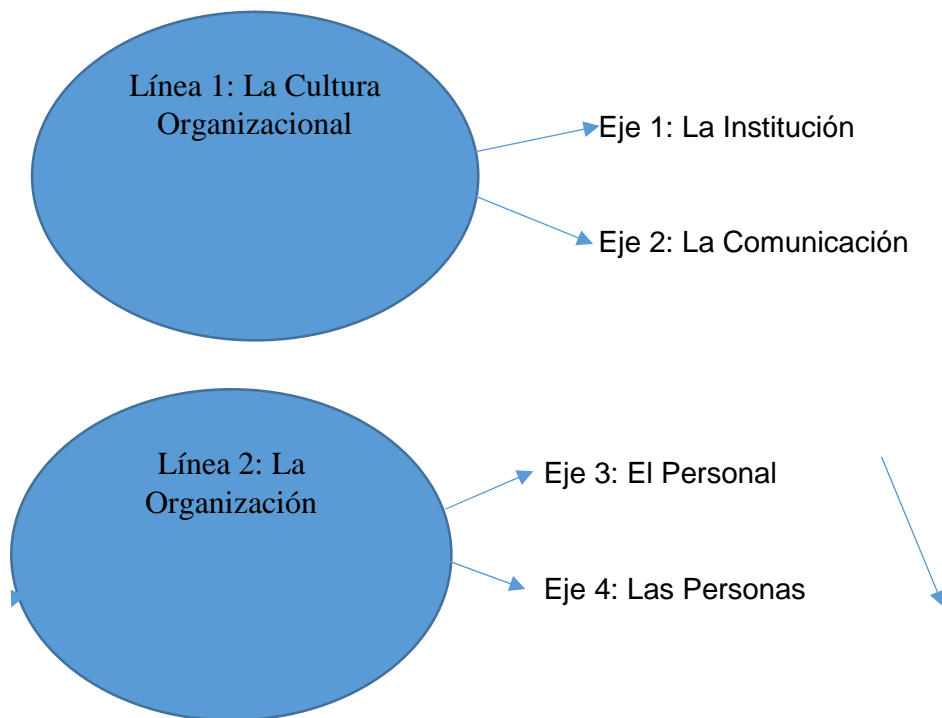 Línea 1: La Cultura
Organizacional
Eje 1: La Institución
Eje 2: La Comunicación
Línea 2: La
Organización
Eje 3: El Personal
Eje 4: Las Personas